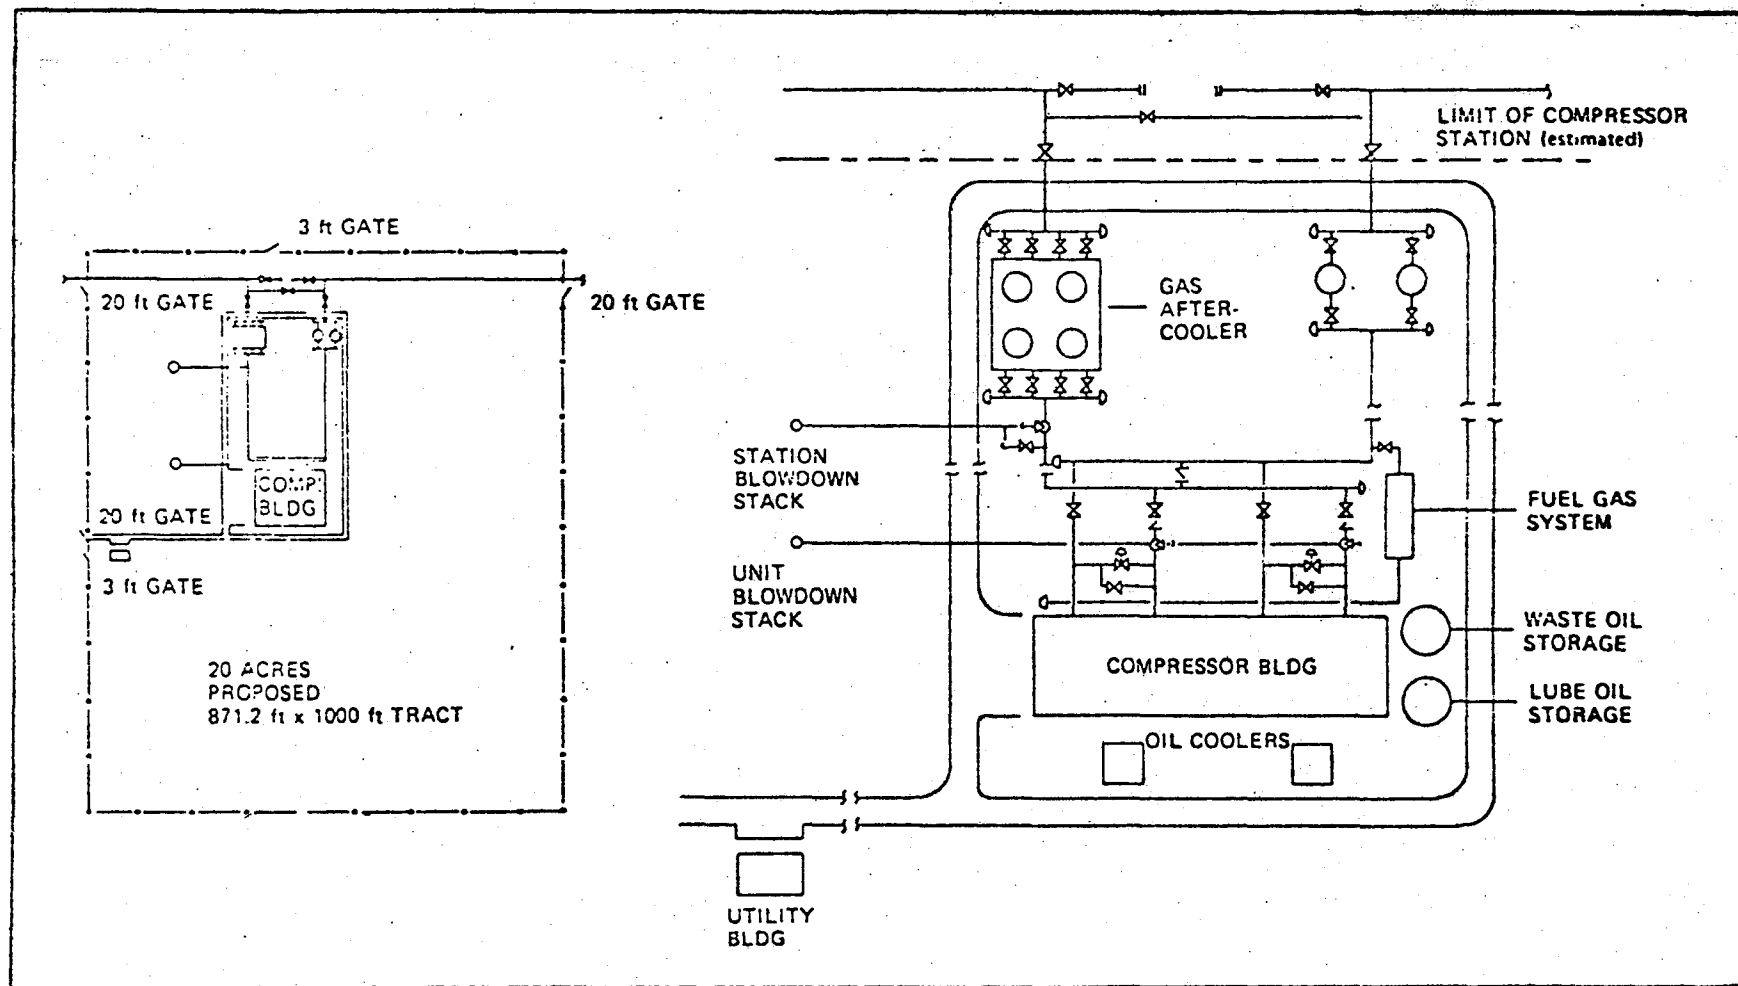 3 ft GATE
20 ft GATE
20 ft GATE
COMP.
BLDG
20 ft GATE
3 ft GATE
20 ACRES
PROPOSED
871.2 ft x 1000 ft TRACT
LIMIT OF COMPRESSOR
STATION (estimated)
GAS
AFTER-
COOLER
STATION
BLOWDOWN
STACK
FUEL GAS
SYSTEM
UNIT
BLOWDOWN
STACK
WASTE OIL
STORAGE
COMPRESSOR BLDG
LUBE OIL
STORAGE
OIL COOLERS
UTILITY
BLDG